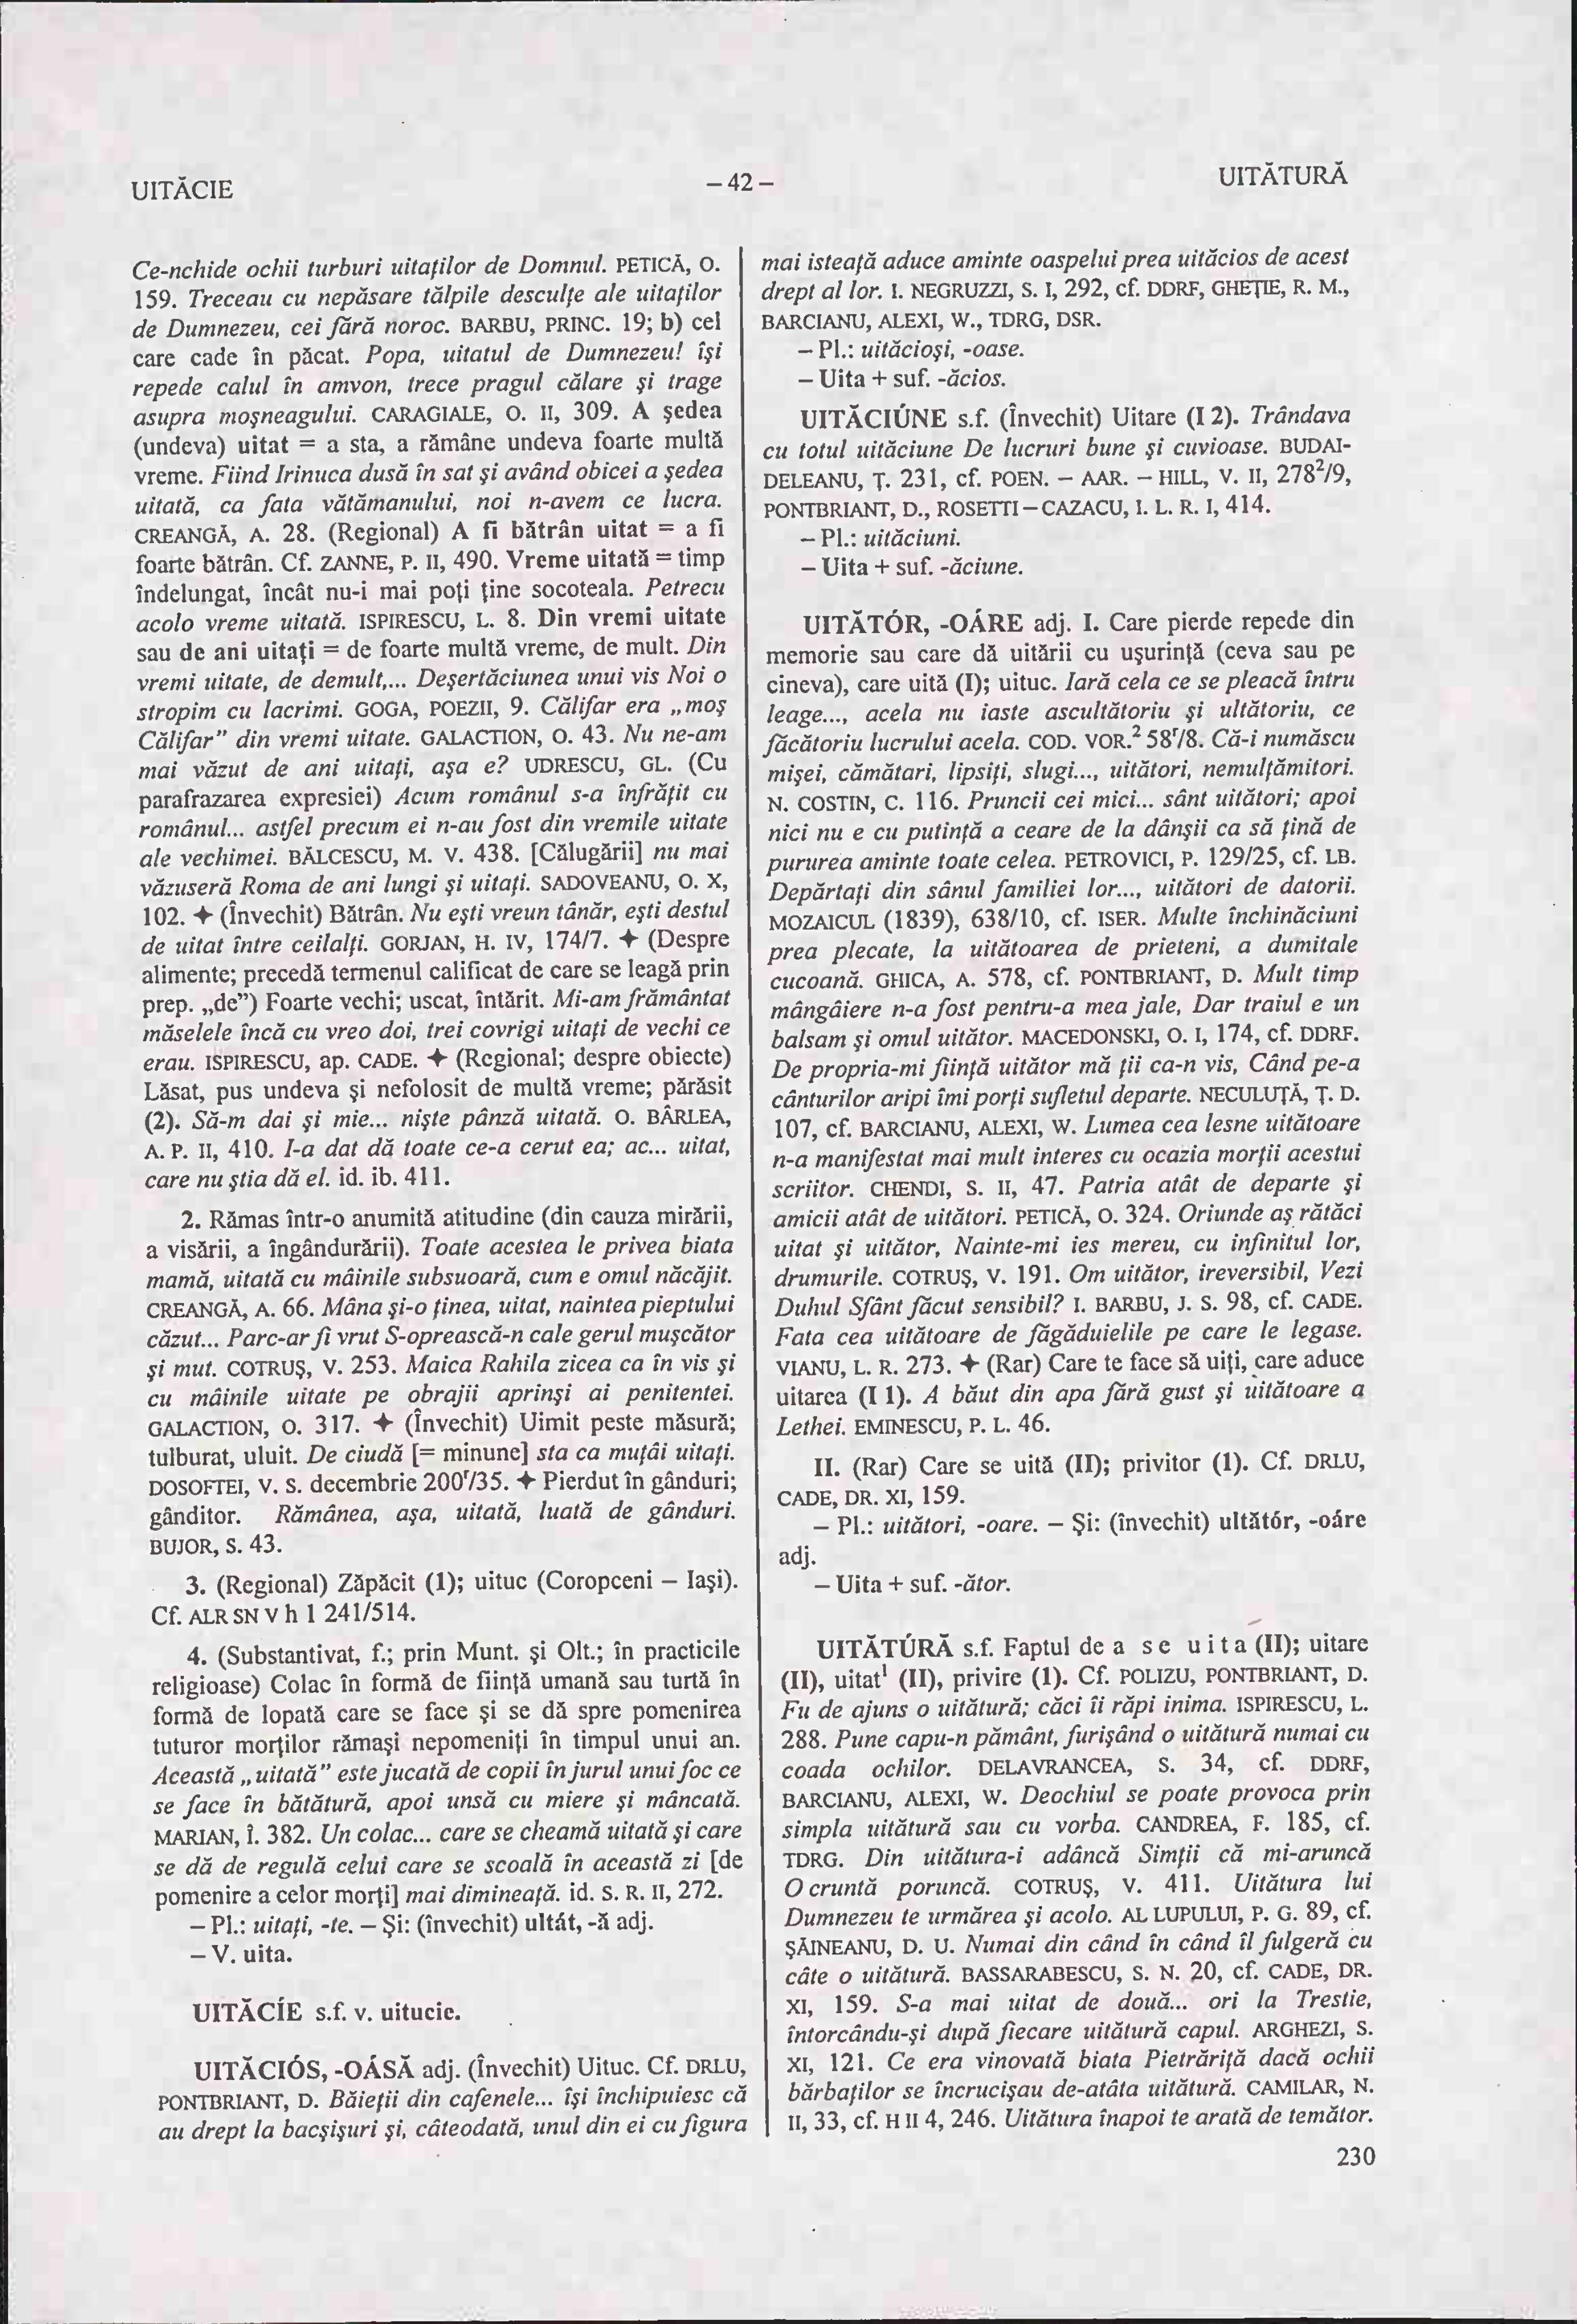 UITĂCIE
– 42 –
UITĂTURĂ
Ce-nchide ochii turburi uitaţilor de Domnul. PETICĂ, O.
159. Treceau cu nepăsare tălpile desculţe ale uitaţilor
de Dumnezeu, cei fără noroc. BARBU, PRINC. 19; b) cel
care cade în păcat. Popa, uitatul de Dumnezeu! îşi
repede calul în amvon, trece pragul călare şi trage
asupra moşneagului. CARAGIALE, O. II, 309. A şedea
(undeva) uitat = a sta, a rămâne undeva foarte multă
vreme. Fiind Irinuca dusă în sat şi având obicei a şedea
uitată, ca fata vătămanului, noi n-avem ce lucra.
CREANGĂ, A. 28. (Regional) A fi bătrân uitat = a fi
foarte bătrân. Cf. ZANNE, P. II, 490. Vreme uitată = timp
îndelungat, încât nu-i mai poţi ţine socoteala. Petrecu
acolo vreme uitată. ISPIRESCU, L. 8. Din vremi uitate
sau de ani uitaţi = de foarte multă vreme, de mult. Din
vremi uitate, de demult,... Deşertăciunea unui vis Noi o
stropim cu lacrimi. GOGA, POEZII, 9. Călifar era „moş
Călifar” din vremi uitate. GALACTION, O. 43. Nu ne-am
mai văzut de ani uitaţi, aşa e? UDRESCU, GL. (Cu
parafrazarea expresiei) Acum românul s-a înfrăţit cu
românul... astfel precum ei n-au fost din vremile uitate
ale vechimei. BĂLCESCU, M. V. 438. [Călugării] nu mai
văzuseră Roma de ani lungi şi uitaţi. SADOVEANU, O. X,
102. ✦ (Învechit) Bătrân. Nu eşti vreun tânăr, eşti destul
de uitat între ceilalţi. GORJAN, H. IV, 174/7. ✦ (Despre
alimente; precedă termenul calificat de care se leagă prin
prep. „de”) Foarte vechi; uscat, întărit. Mi-am frământat
măselele încă cu vreo doi, trei covrigi uitaţi de vechi ce
erau. ISPIRESCU, ap. CADE. ✦ (Regional; despre obiecte)
Lăsat, pus undeva şi nefolosit de multă vreme; părăsit
(2). Să-m dai şi mie... nişte pânză uitată. O. BÂRLEA,
A. P. II, 410. I-a dat dă toate ce-a cerut ea; ac... uitat,
care nu ştia dă el. id. ib. 411.
2. Rămas într-o anumită atitudine (din cauza mirării,
a visării, a îngândurării). Toate acestea le privea biata
mamă, uitată cu mâinile subsuoară, cum e omul năcăjit.
CREANGĂ, A. 66. Mâna şi-o ţinea, uitat, naintea pieptului
căzut... Parc-ar fi vrut S-oprească-n cale gerul muşcător
şi mut. COTRUŞ, V. 253. Maica Rahila zicea ca în vis şi
cu mâinile uitate pe obrajii aprinşi ai penitentei.
GALACTION, O. 317. ✦ (Învechit) Uimit peste măsură;
tulburat, uluit. De ciudă [= minune] sta ca muţâi uitaţi.
DOSOFTEI, V. S. decembrie 200ʳ/35. ✦ Pierdut în gânduri;
gânditor. Rămânea, aşa, uitată, luată de gânduri.
BUJOR, S. 43.
3. (Regional) Zăpăcit (1); uituc (Coropceni – Iaşi).
Cf. ALR SN V h 1 241/514.
4. (Substantivat, f.; prin Munt. şi Olt.; în practicile
religioase) Colac în formă de fiinţă umană sau turtă în
formă de lopată care se face şi se dă spre pomenirea
tuturor morţilor rămaşi nepomeniţi în timpul unui an.
Această „uitată” este jucată de copii în jurul unui foc ce
se face în bătătură, apoi unsă cu miere şi mâncată.
MARIAN, Î. 382. Un colac... care se cheamă uitată şi care
se dă de regulă celui care se scoală în această zi [de
pomenire a celor morţi] mai dimineaţă. id. S. R. II, 272.
– Pl.: uitaţi, -te. – Şi: (învechit) ultát, -ă adj.
– V. uita.
UITĂCÍE s.f. v. uitucie.
UITĂCIÓS, -OÁSĂ adj. (Învechit) Uituc. Cf. DRLU,
PONTBRIANT, D. Băieţii din cafenele... îşi închipuiesc că
au drept la bacşişuri şi, câteodată, unul din ei cu figura
mai isteaţă aduce aminte oaspelui prea uităcios de acest
drept al lor. I. NEGRUZZI, S. I, 292, cf. DDRF, GHEŢIE, R. M.,
BARCIANU, ALEXI, W., TDRG, DSR.
– Pl.: uităcioşi, -oase.
– Uita + suf. -ăcios.
UITĂCIÚNE s.f. (Învechit) Uitare (I 2). Trândava
cu totul uităciune De lucruri bune şi cuvioase. BUDAI-
DELEANU, Ţ. 231, cf. POEN. – AAR. – HILL, V. II, 278²/9,
PONTBRIANT, D., ROSETTI – CAZACU, I. L. R. I, 414.
– Pl.: uităciuni.
– Uita + suf. -ăciune.
UITĂTÓR, -OÁRE adj. I. Care pierde repede din
memorie sau care dă uitării cu uşurinţă (ceva sau pe
cineva), care uită (I); uituc. Iară cela ce se pleacă întru
leage..., acela nu iaste ascultătoriu şi ultătoriu, ce
făcătoriu lucrului acela. COD. VOR.² 58ʳ/8. Că-i număscu
mişei, cămătari, lipsiţi, slugi..., uitători, nemulţămitori.
N. COSTIN, C. 116. Pruncii cei mici... sânt uitători; apoi
nici nu e cu putinţă a ceare de la dânşii ca să ţină de
pururea aminte toate celea. PETROVICI, P. 129/25, cf. LB.
Depărtaţi din sânul familiei lor..., uitători de datorii.
MOZAICUL (1839), 638/10, cf. ISER. Multe închinăciuni
prea plecate, la uitătoarea de prieteni, a dumitale
cucoană. GHICA, A. 578, cf. PONTBRIANT, D. Mult timp
mângâiere n-a fost pentru-a mea jale, Dar traiul e un
balsam şi omul uitător. MACEDONSKI, O. I, 174, cf. DDRF.
De propria-mi fiinţă uitător mă ţii ca-n vis, Când pe-a
cânturilor aripi îmi porţi sufletul departe. NECULUŢĂ, Ţ. D.
107, cf. BARCIANU, ALEXI, W. Lumea cea lesne uitătoare
n-a manifestat mai mult interes cu ocazia morţii acestui
scriitor. CHENDI, S. II, 47. Patria atât de departe şi
amicii atât de uitători. PETICĂ, O. 324. Oriunde aş rătăci
uitat şi uitător, Nainte-mi ies mereu, cu infinitul lor,
drumurile. COTRUŞ, V. 191. Om uitător, ireversibil, Vezi
Duhul Sfânt făcut sensibil? I. BARBU, J. S. 98, cf. CADE.
Fata cea uitătoare de făgăduielile pe care le legase.
VIANU, L. R. 273. ✦ (Rar) Care te face să uiţi, care aduce
uitarea (I 1). A băut din apa fără gust şi uitătoare a
Lethei. EMINESCU, P. L. 46.
II. (Rar) Care se uită (II); privitor (1). Cf. DRLU,
CADE, DR. XI, 159.
– Pl.: uitători, -oare. – Şi: (învechit) ultătór, -oáre
adj.
– Uita + suf. -ător.
UITĂTÚRĂ s.f. Faptul de a se uita (II); uitare
(II), uitat¹ (II), privire (1). Cf. POLIZU, PONTBRIANT, D.
Fu de ajuns o uitătură; căci îi răpi inima. ISPIRESCU, L.
288. Pune capu-n pământ, furişând o uitătură numai cu
coada ochilor. DELAVRANCEA, S. 34, cf. DDRF,
BARCIANU, ALEXI, W. Deochiul se poate provoca prin
simpla uitătură sau cu vorba. CANDREA, F. 185, cf.
TDRG. Din uitătura-i adâncă Simţii că mi-aruncă
O cruntă poruncă. COTRUŞ, V. 411. Uitătura lui
Dumnezeu te urmărea şi acolo. AL LUPULUI, P. G. 89, cf.
ŞĂINEANU, D. U. Numai din când în când îl fulgeră cu
câte o uitătură. BASSARABESCU, S. N. 20, cf. CADE, DR.
XI, 159. S-a mai uitat de două... ori la Trestie,
întorcându-şi după fiecare uitătură capul. ARGHEZI, S.
XI, 121. Ce era vinovată biata Pietrăriţă dacă ochii
bărbaţilor se încrucişau de-atâta uitătură. CAMILAR, N.
II, 33, cf. H II 4, 246. Uitătura înapoi te arată de temător.
230